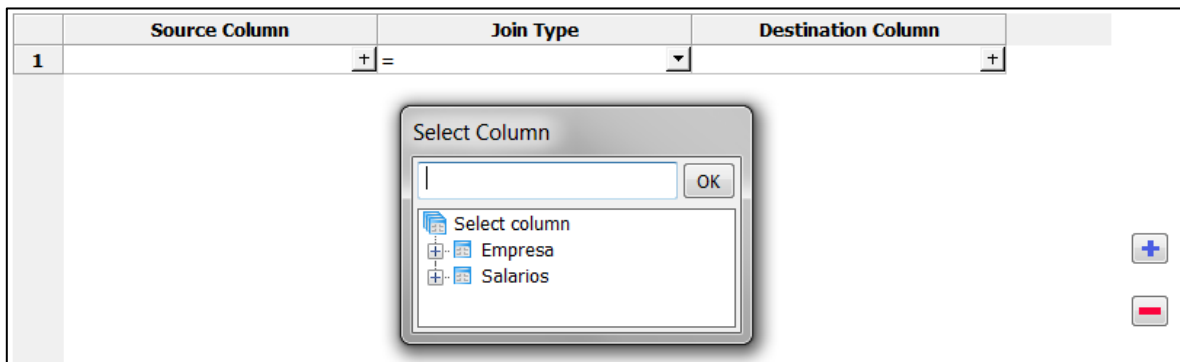 Source Column Join Type Destination Column
1 + = +
Select Column
OK
Select column
+ Empresa
+ Salarios